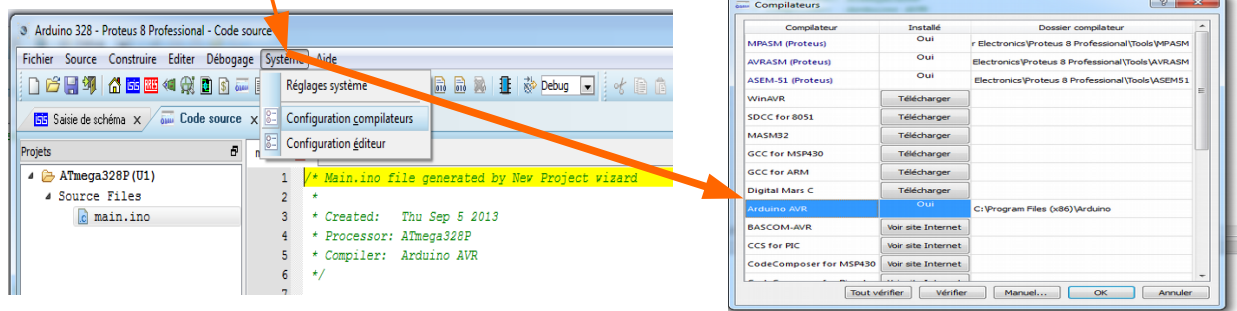 Arduino 328 - Proteus 8 Professional - Code source
Fichier Source Construire Editer Débogage Système Aide
Réglages système
Configuration compilateurs
Configuration éditeur
Debug
Saisie de schéma x Code source x
Projets
ATmega328P (U1)
Source Files
main.ino
1 /* Main.ino file generated by New Project wizard
2 *
3 * Created: Thu Sep 5 2013
4 * Processor: ATmega328P
5 * Compiler: Arduino AVR
6 */
7
Compilateurs
Compilateur Installé Dossier compilateur
MPASM (Proteus) Oui r Electronics\Proteus 8 Professional\Tools\MPASM
AVRASM (Proteus) Oui Electronics\Proteus 8 Professional\Tools\AVRASM
ASEM-51 (Proteus) Oui Electronics\Proteus 8 Professional\Tools\ASEM51
WinAVR Télécharger
SDCC for 8051 Télécharger
MASM32 Télécharger
GCC for MSP430 Télécharger
GCC for ARM Télécharger
Digital Mars C Télécharger
Arduino AVR Oui C:\Program Files (x86)\Arduino
BASCOM-AVR Voir site Internet
CCS for PIC Voir site Internet
CodeComposer for MSP430 Voir site Internet
Tout vérifier Vérifier Manuel... OK Annuler